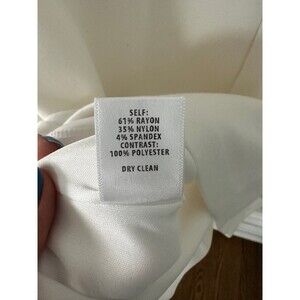 SELF:
61% RAYON
35% NYLON
4% SPANDEX
CONTRAST:
100% POLYESTER
DRY CLEAN